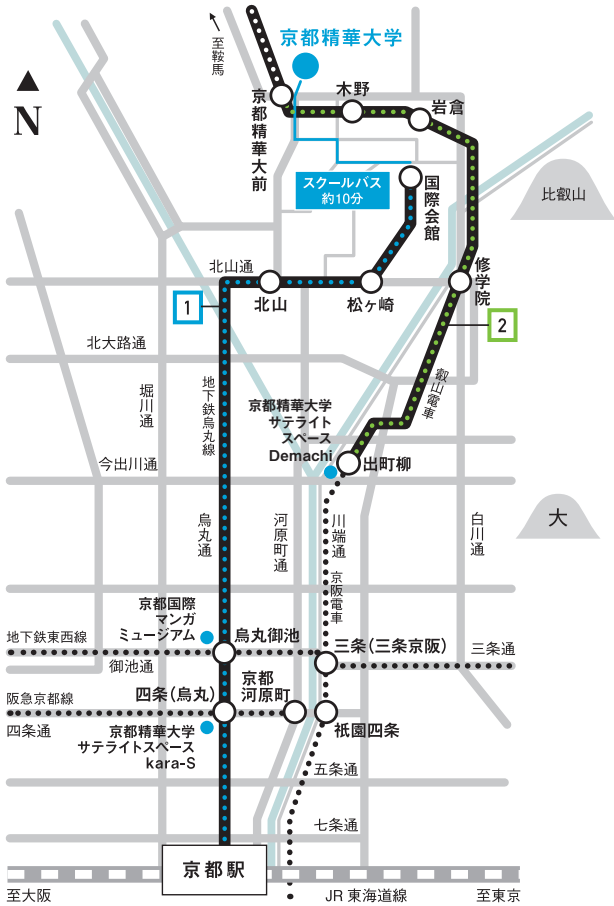 至鞍馬
京都精華大学
N
京都精華大前
木野
岩倉
スクールバス
約10分
国際会館
比叡山
北山通
北山
松ヶ崎
修学院
1
2
北大路通
堀川通
地下鉄烏丸線
京都精華大学
サテライト
スペース
Demachi
叡山電車
出町柳
今出川通
烏丸通
河原町通
川端通
京阪電車
白川通
大
京都国際
マンガ
ミュージアム
地下鉄東西線
烏丸御池
三条(三条京阪)
三条通
御池通
阪急京都線
四条(烏丸)
京都
河原町
四条通
京都精華大学
サテライトスペース
kara-S
祇園四条
五条通
七条通
京都駅
至大阪
JR 東海道線
至東京